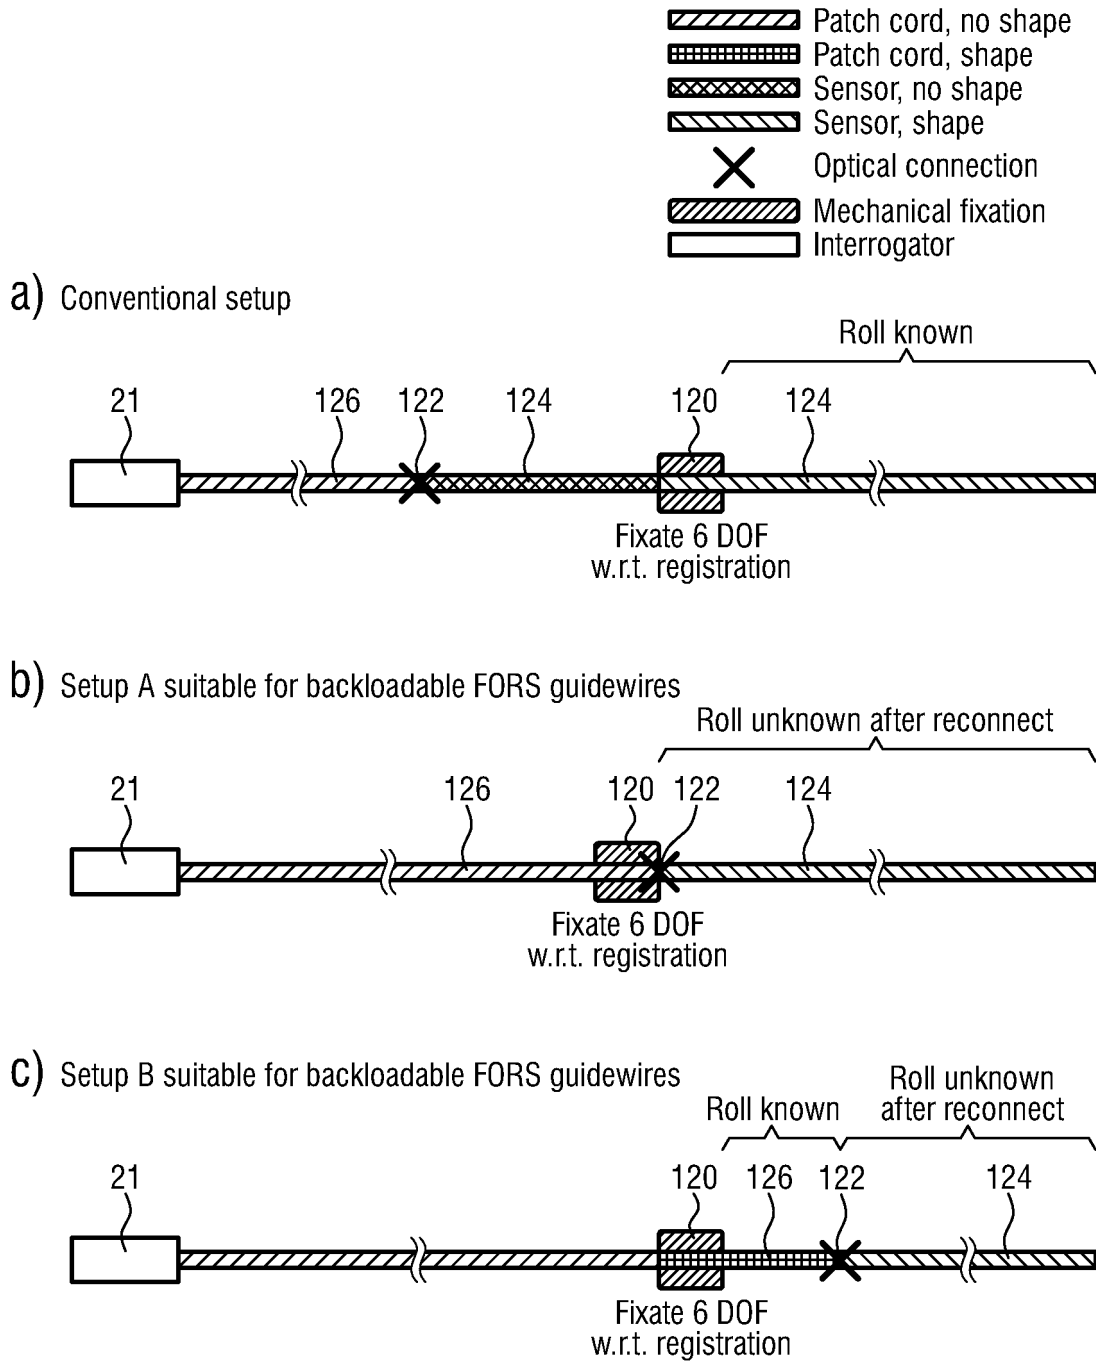 Patch cord, no shape
Patch cord, shape
Sensor, no shape
Sensor, shape
Optical connection
Mechanical fixation
Interrogator
a) Conventional setup
Roll known
21 126 122 124 120 124
Fixate 6 DOF
w.r.t. registration
b) Setup A suitable for backloadable FORS guidewires
Roll unknown after reconnect
21 126 120 122 124
Fixate 6 DOF
w.r.t. registration
c) Setup B suitable for backloadable FORS guidewires
Roll unknown
Roll known after reconnect
21 120 126 122 124
Fixate 6 DOF
w.r.t. registration